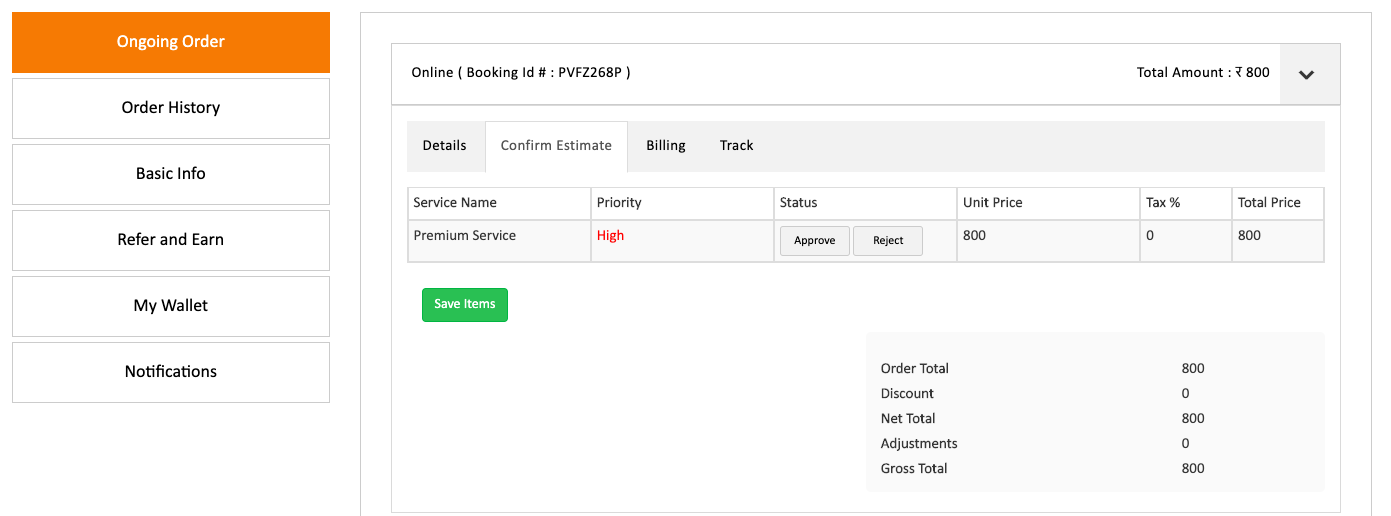 Ongoing Order
Order History
Basic Info
Refer and Earn
My Wallet
Notifications
Online ( Booking Id # : PVFZ268P ) Total Amount : ₹ 800
Details Confirm Estimate Billing Track
Service Name Priority Status Unit Price Tax % Total Price
Premium Service High Approve Reject 800 0 800
Save Items
Order Total 800
Discount 0
Net Total 800
Adjustments 0
Gross Total 800